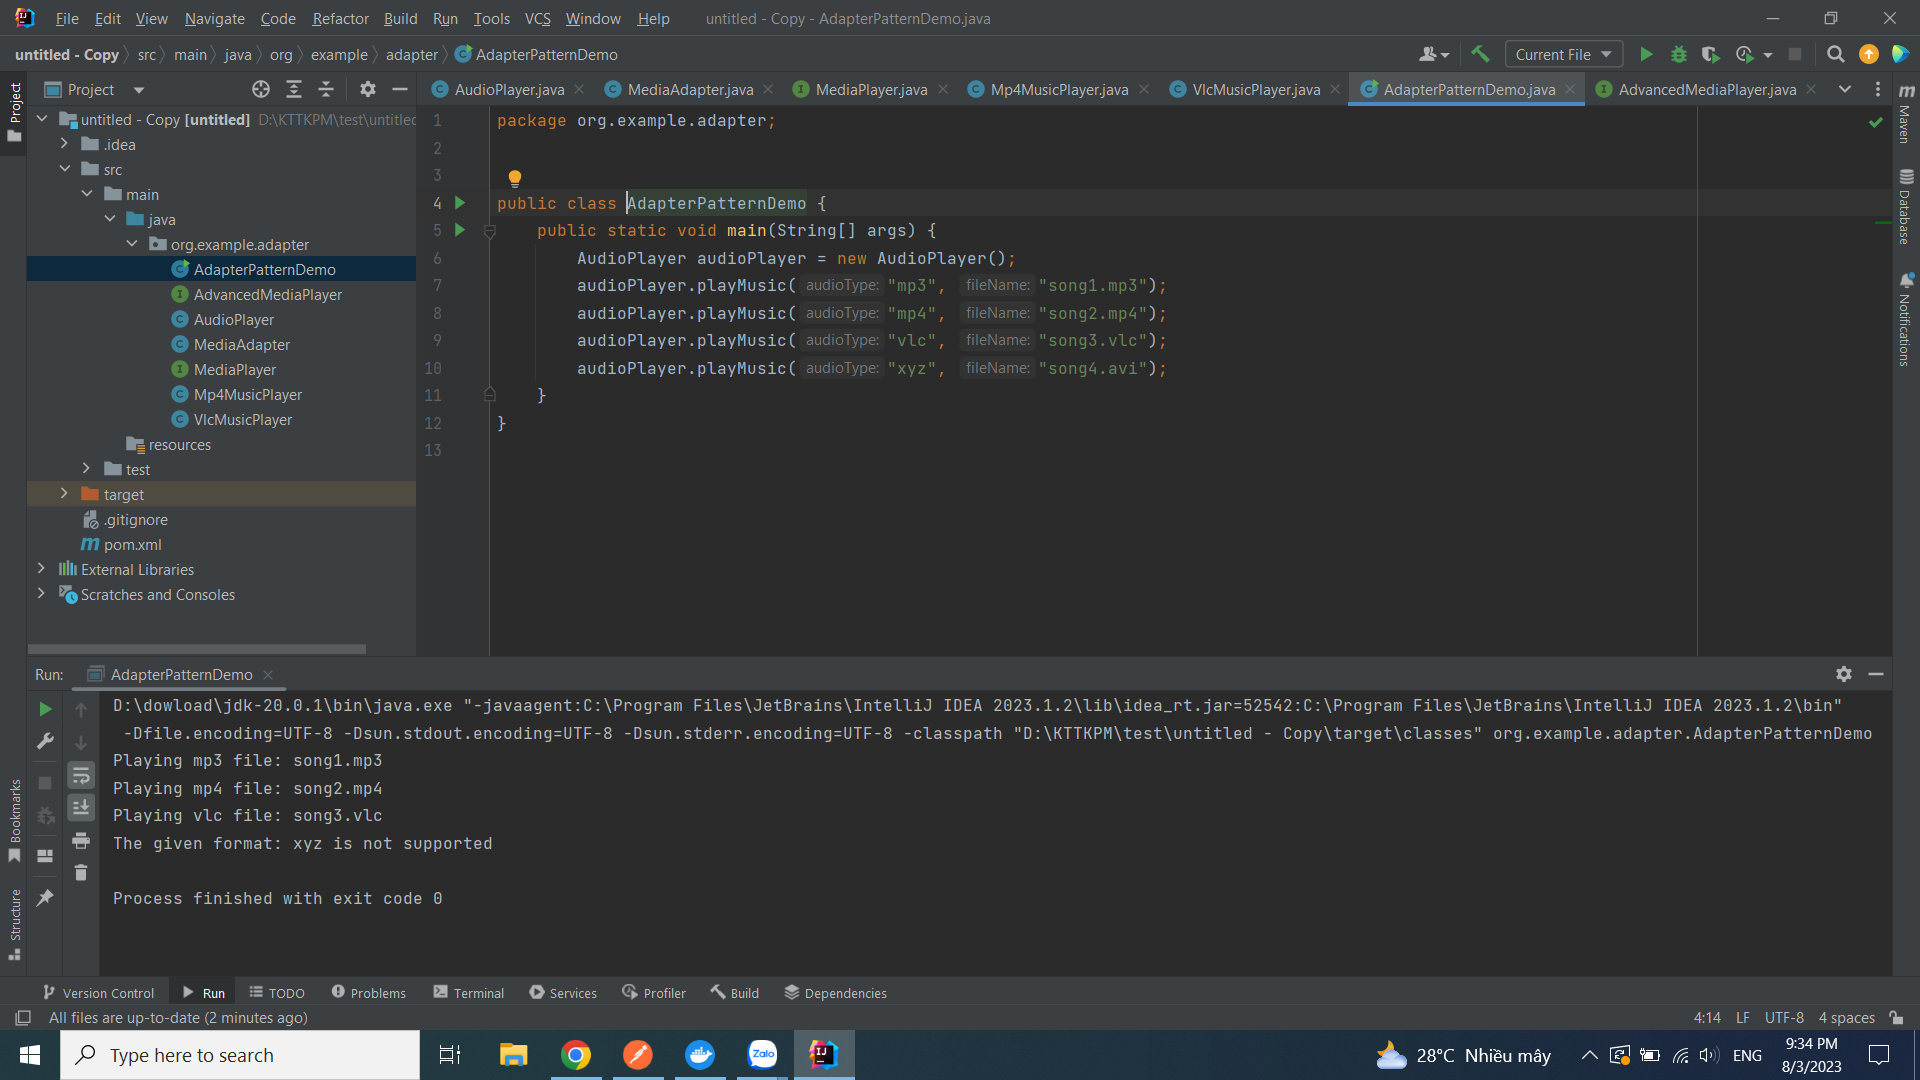 File Edit View Navigate Code Refactor Build Run Tools VCS Window Help untitled - Copy - AdapterPatternDemo.java
untitled - Copy src main java org example adapter AdapterPatternDemo Current File
Project
Project AudioPlayer.java MediaAdapter.java MediaPlayer.java Mp4MusicPlayer.java VlcMusicPlayer.java AdapterPatternDemo.java AdvancedMediaPlayer.java
untitled - Copy [untitled] D:\KTTKPM\test\untitled
.idea
src
main
java
org.example.adapter
AdapterPatternDemo
AdvancedMediaPlayer
AudioPlayer
MediaAdapter
MediaPlayer
Mp4MusicPlayer
VlcMusicPlayer
resources
test
target
.gitignore
pom.xml
External Libraries
Scratches and Consoles
1 package org.example.adapter;
2
3
4 public class AdapterPatternDemo {
5 public static void main(String[] args) {
6 AudioPlayer audioPlayer = new AudioPlayer();
7 audioPlayer.playMusic( audioType: "mp3", fileName: "song1.mp3");
8 audioPlayer.playMusic( audioType: "mp4", fileName: "song2.mp4");
9 audioPlayer.playMusic( audioType: "vlc", fileName: "song3.vlc");
10 audioPlayer.playMusic( audioType: "xyz", fileName: "song4.avi");
11 }
12 }
13
Maven
Database
Notifications
Run: AdapterPatternDemo
D:\dowload\jdk-20.0.1\bin\java.exe "-javaagent:C:\Program Files\JetBrains\IntelliJ IDEA 2023.1.2\lib\idea_rt.jar=52542:C:\Program Files\JetBrains\IntelliJ IDEA 2023.1.2\bin"
-Dfile.encoding=UTF-8 -Dsun.stdout.encoding=UTF-8 -Dsun.stderr.encoding=UTF-8 -classpath "D:\KTTKPM\test\untitled - Copy\target\classes" org.example.adapter.AdapterPatternDemo
Playing mp3 file: song1.mp3
Playing mp4 file: song2.mp4
Playing vlc file: song3.vlc
The given format: xyz is not supported
Process finished with exit code 0
Bookmarks
Structure
Version Control Run TODO Problems Terminal Services Profiler Build Dependencies
All files are up-to-date (2 minutes ago) 4:14 LF UTF-8 4 spaces
Type here to search Zalo 28°C Nhiều mây ENG 9:34 PM
8/3/2023